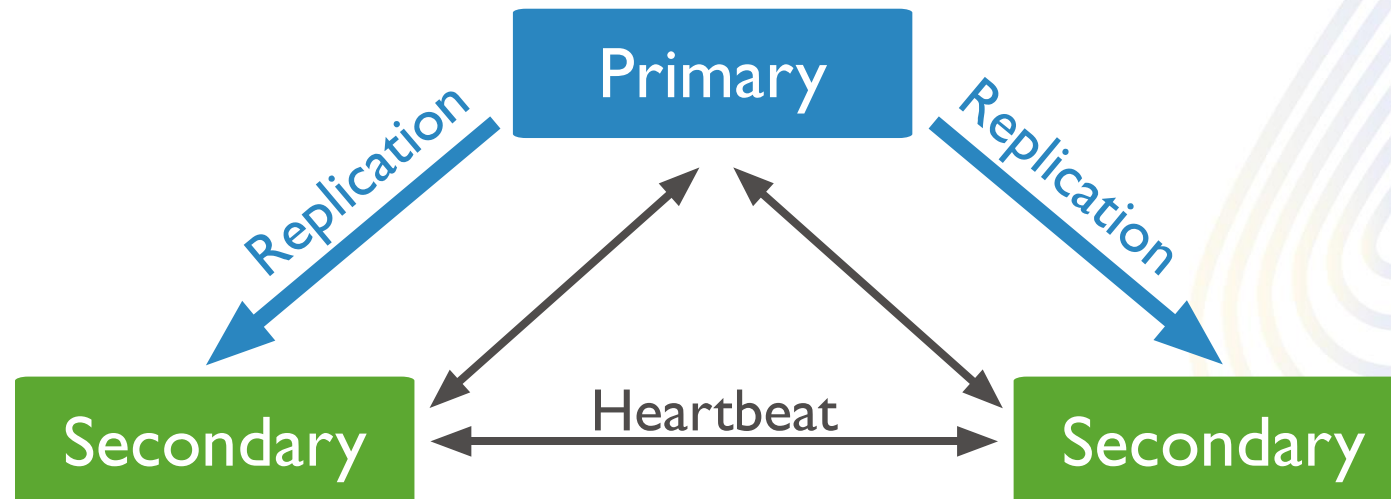 Primary
Replication
Replication
Heartbeat
Secondary
Secondary